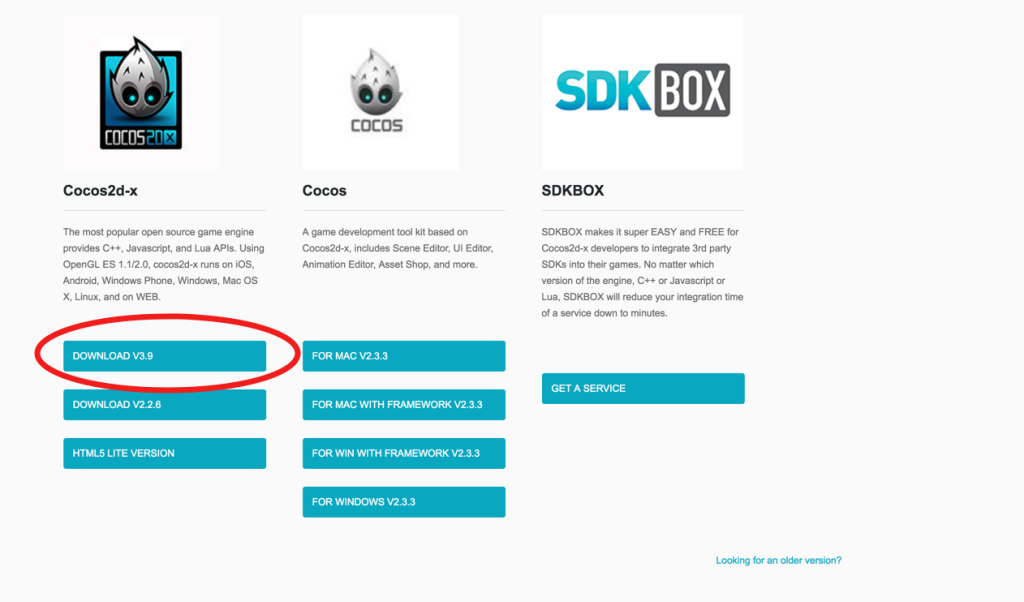 COCOS2DX
Cocos2d-x
The most popular open source game engine
provides C++, Javascript, and Lua APIs. Using
OpenGL ES 1.1/2.0, cocos2d-x runs on iOS,
Android, Windows Phone, Windows, Mac OS
X, Linux, and on WEB.
DOWNLOAD V3.9
DOWNLOAD V2.2.6
HTML5 LITE VERSION
COCOS
Cocos
A game development tool kit based on
Cocos2d-x, includes Scene Editor, UI Editor,
Animation Editor, Asset Shop, and more.
FOR MAC V2.3.3
FOR MAC WITH FRAMEWORK V2.3.3
FOR WIN WITH FRAMEWORK V2.3.3
FOR WINDOWS V2.3.3
SDKBOX
SDKBOX
SDKBOX makes it super EASY and FREE for
Cocos2d-x developers to integrate 3rd party
SDKs into their games. No matter which
version of the engine, C++ or Javascript or
Lua, SDKBOX will reduce your integration time
of a service down to minutes.
GET A SERVICE
Looking for an older version?